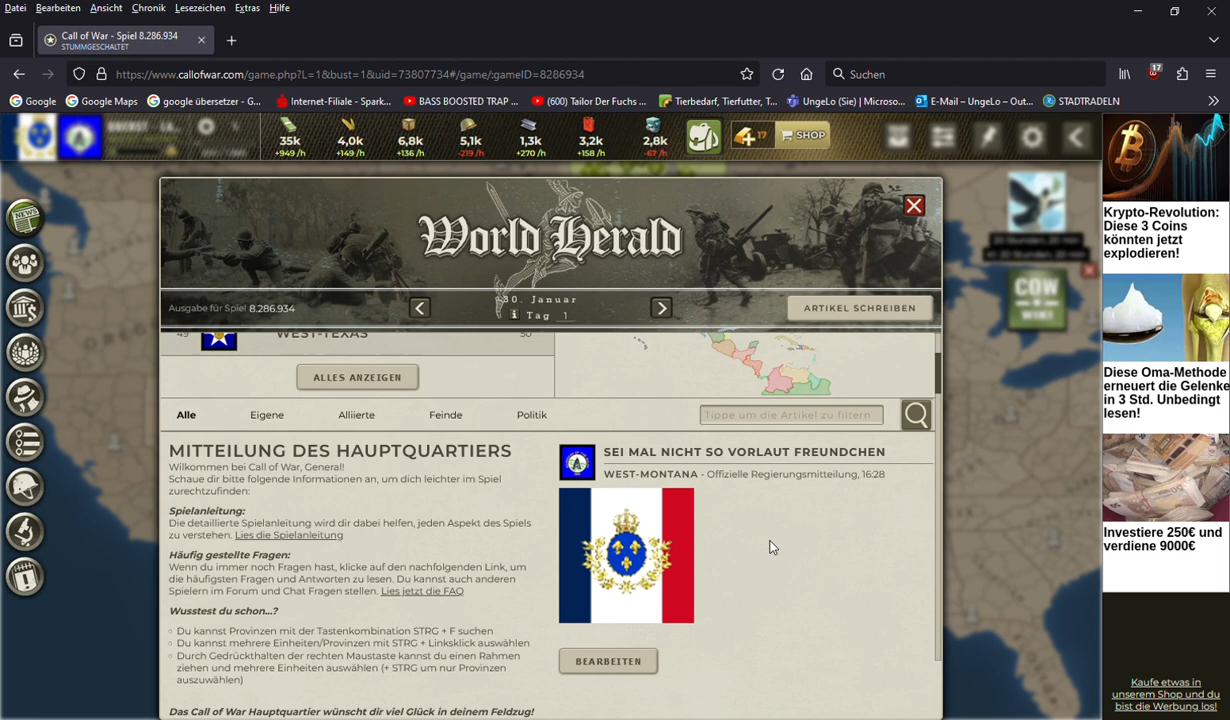 Datei Bearbeiten Ansicht Chronik Lesezeichen Extras Hilfe
Call of War - Spiel 8.286.934
STUMMGESCHALTET
https://www.callofwar.com/game.php?L=1&bust=1&uid=73807734#/game/:gameID=8286934
Suchen
17
Google Google Maps google übersetzer - G... Internet-Filiale - Spark... BASS BOOSTED TRAP ... (600) Tailor Der Fuchs ... Tierbedarf, Tierfutter, T... UngeLo (Sie) | Microso... E-Mail – UngeLo – Out... STADTRADELN
35k 4,0k 6,8k 5,1k 1,3k 3,2k 2,8k
+949 /h +149 /h +136 /h -219 /h +270 /h +158 /h -67 /h
17 SHOP
NEWS
World Herald
Ausgabe für Spiel 8.286.934
30. Januar
Tag 1
ARTIKEL SCHREIBEN
49 WEST-TEXAS 50
ALLES ANZEIGEN
Alle Eigene Alliierte Feinde Politik
Tippe um die Artikel zu filtern
MITTEILUNG DES HAUPTQUARTIERS
Wilkommen bei Call of War, General!
Schaue dir bitte folgende Informationen an, um dich leichter im Spiel
zurechtzufinden:
Spielanleitung:
Die detaillierte Spielanleitung wird dir dabei helfen, jeden Aspekt des Spiels
zu verstehen. Lies die Spielanleitung
Häufig gestellte Fragen:
Wenn du immer noch Fragen hast, klicke auf den nachfolgenden Link, um
die häufigsten Fragen und Antworten zu lesen. Du kannst auch anderen
Spielern im Forum und Chat Fragen stellen. Lies jetzt die FAQ
Wusstest du schon...?
Du kannst Provinzen mit der Tastenkombination STRG + F suchen
Du kannst mehrere Einheiten/Provinzen mit STRG + Linksklick auswählen
Durch Gedrückthalten der rechten Maustaste kannst du einen Rahmen
ziehen und mehrere Einheiten auswählen (+ STRG um nur Provinzen
auszuwählen)
Das Call of War Hauptquartier wünscht dir viel Glück in deinem Feldzug!
SEI MAL NICHT SO VORLAUT FREUNDCHEN
WEST-MONTANA - Offizielle Regierungsmitteilung, 16:28
BEARBEITEN
COW
WIKI
Krypto-Revolution:
Diese 3 Coins
könnten jetzt
explodieren!
Diese Oma-Methode
erneuert die Gelenke
in 3 Std. Unbedingt
lesen!
Investiere 250€ und
verdiene 9000€
Kaufe etwas in
unserem Shop und du
bist die Werbung los!